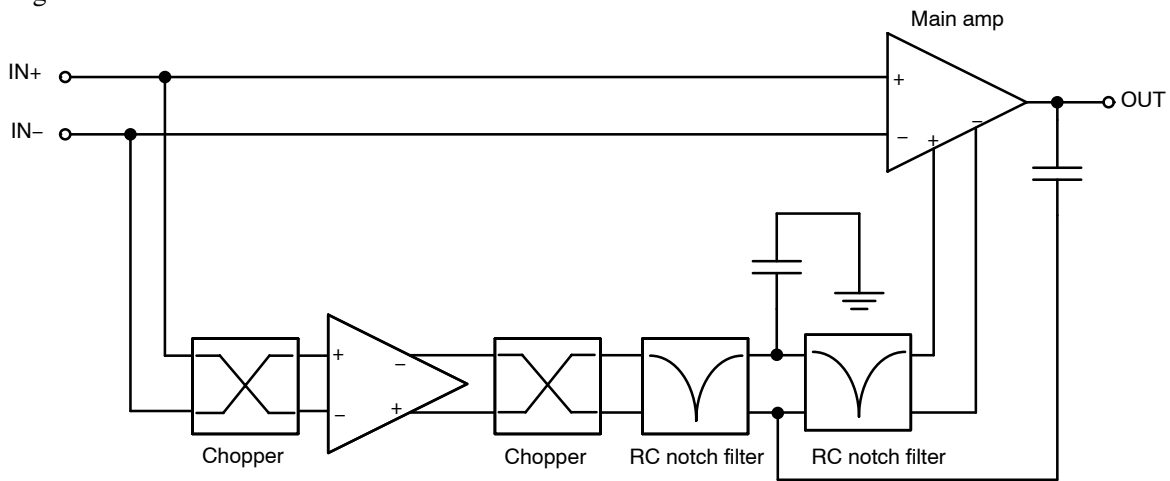 Main amp
IN+
+
OUT
IN−
−
+
−
+
−
−
+
Chopper
Chopper
RC notch filter
RC notch filter